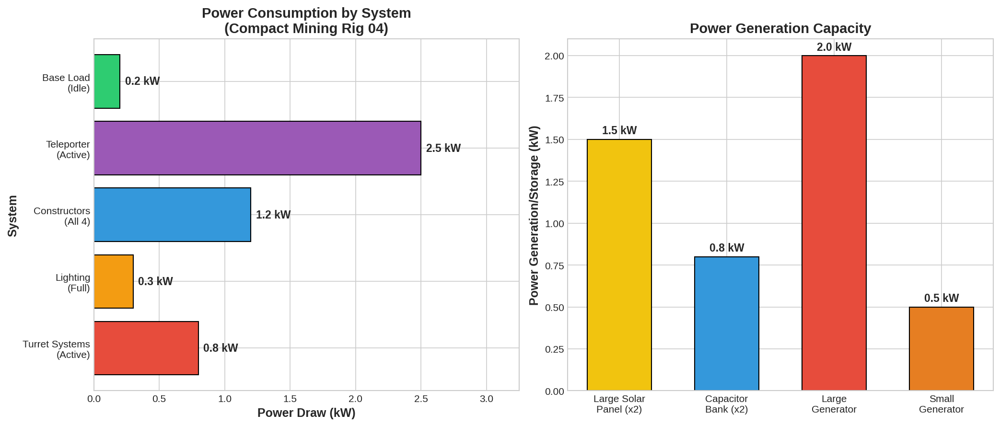 Power Consumption by System
(Compact Mining Rig 04)
System
Base Load
(Idle)
0.2 kW
Teleporter
(Active)
2.5 kW
Constructors
(All 4)
1.2 kW
Lighting
(Full)
0.3 kW
Turret Systems
(Active)
0.8 kW
0.0 0.5 1.0 1.5 2.0 2.5 3.0
Power Draw (kW)
Power Generation Capacity
Power Generation/Storage (kW)
2.00
1.75
1.50
1.25
1.00
0.75
0.50
0.25
0.00
1.5 kW
0.8 kW
2.0 kW
0.5 kW
Large Solar
Panel (x2)
Capacitor
Bank (x2)
Large
Generator
Small
Generator